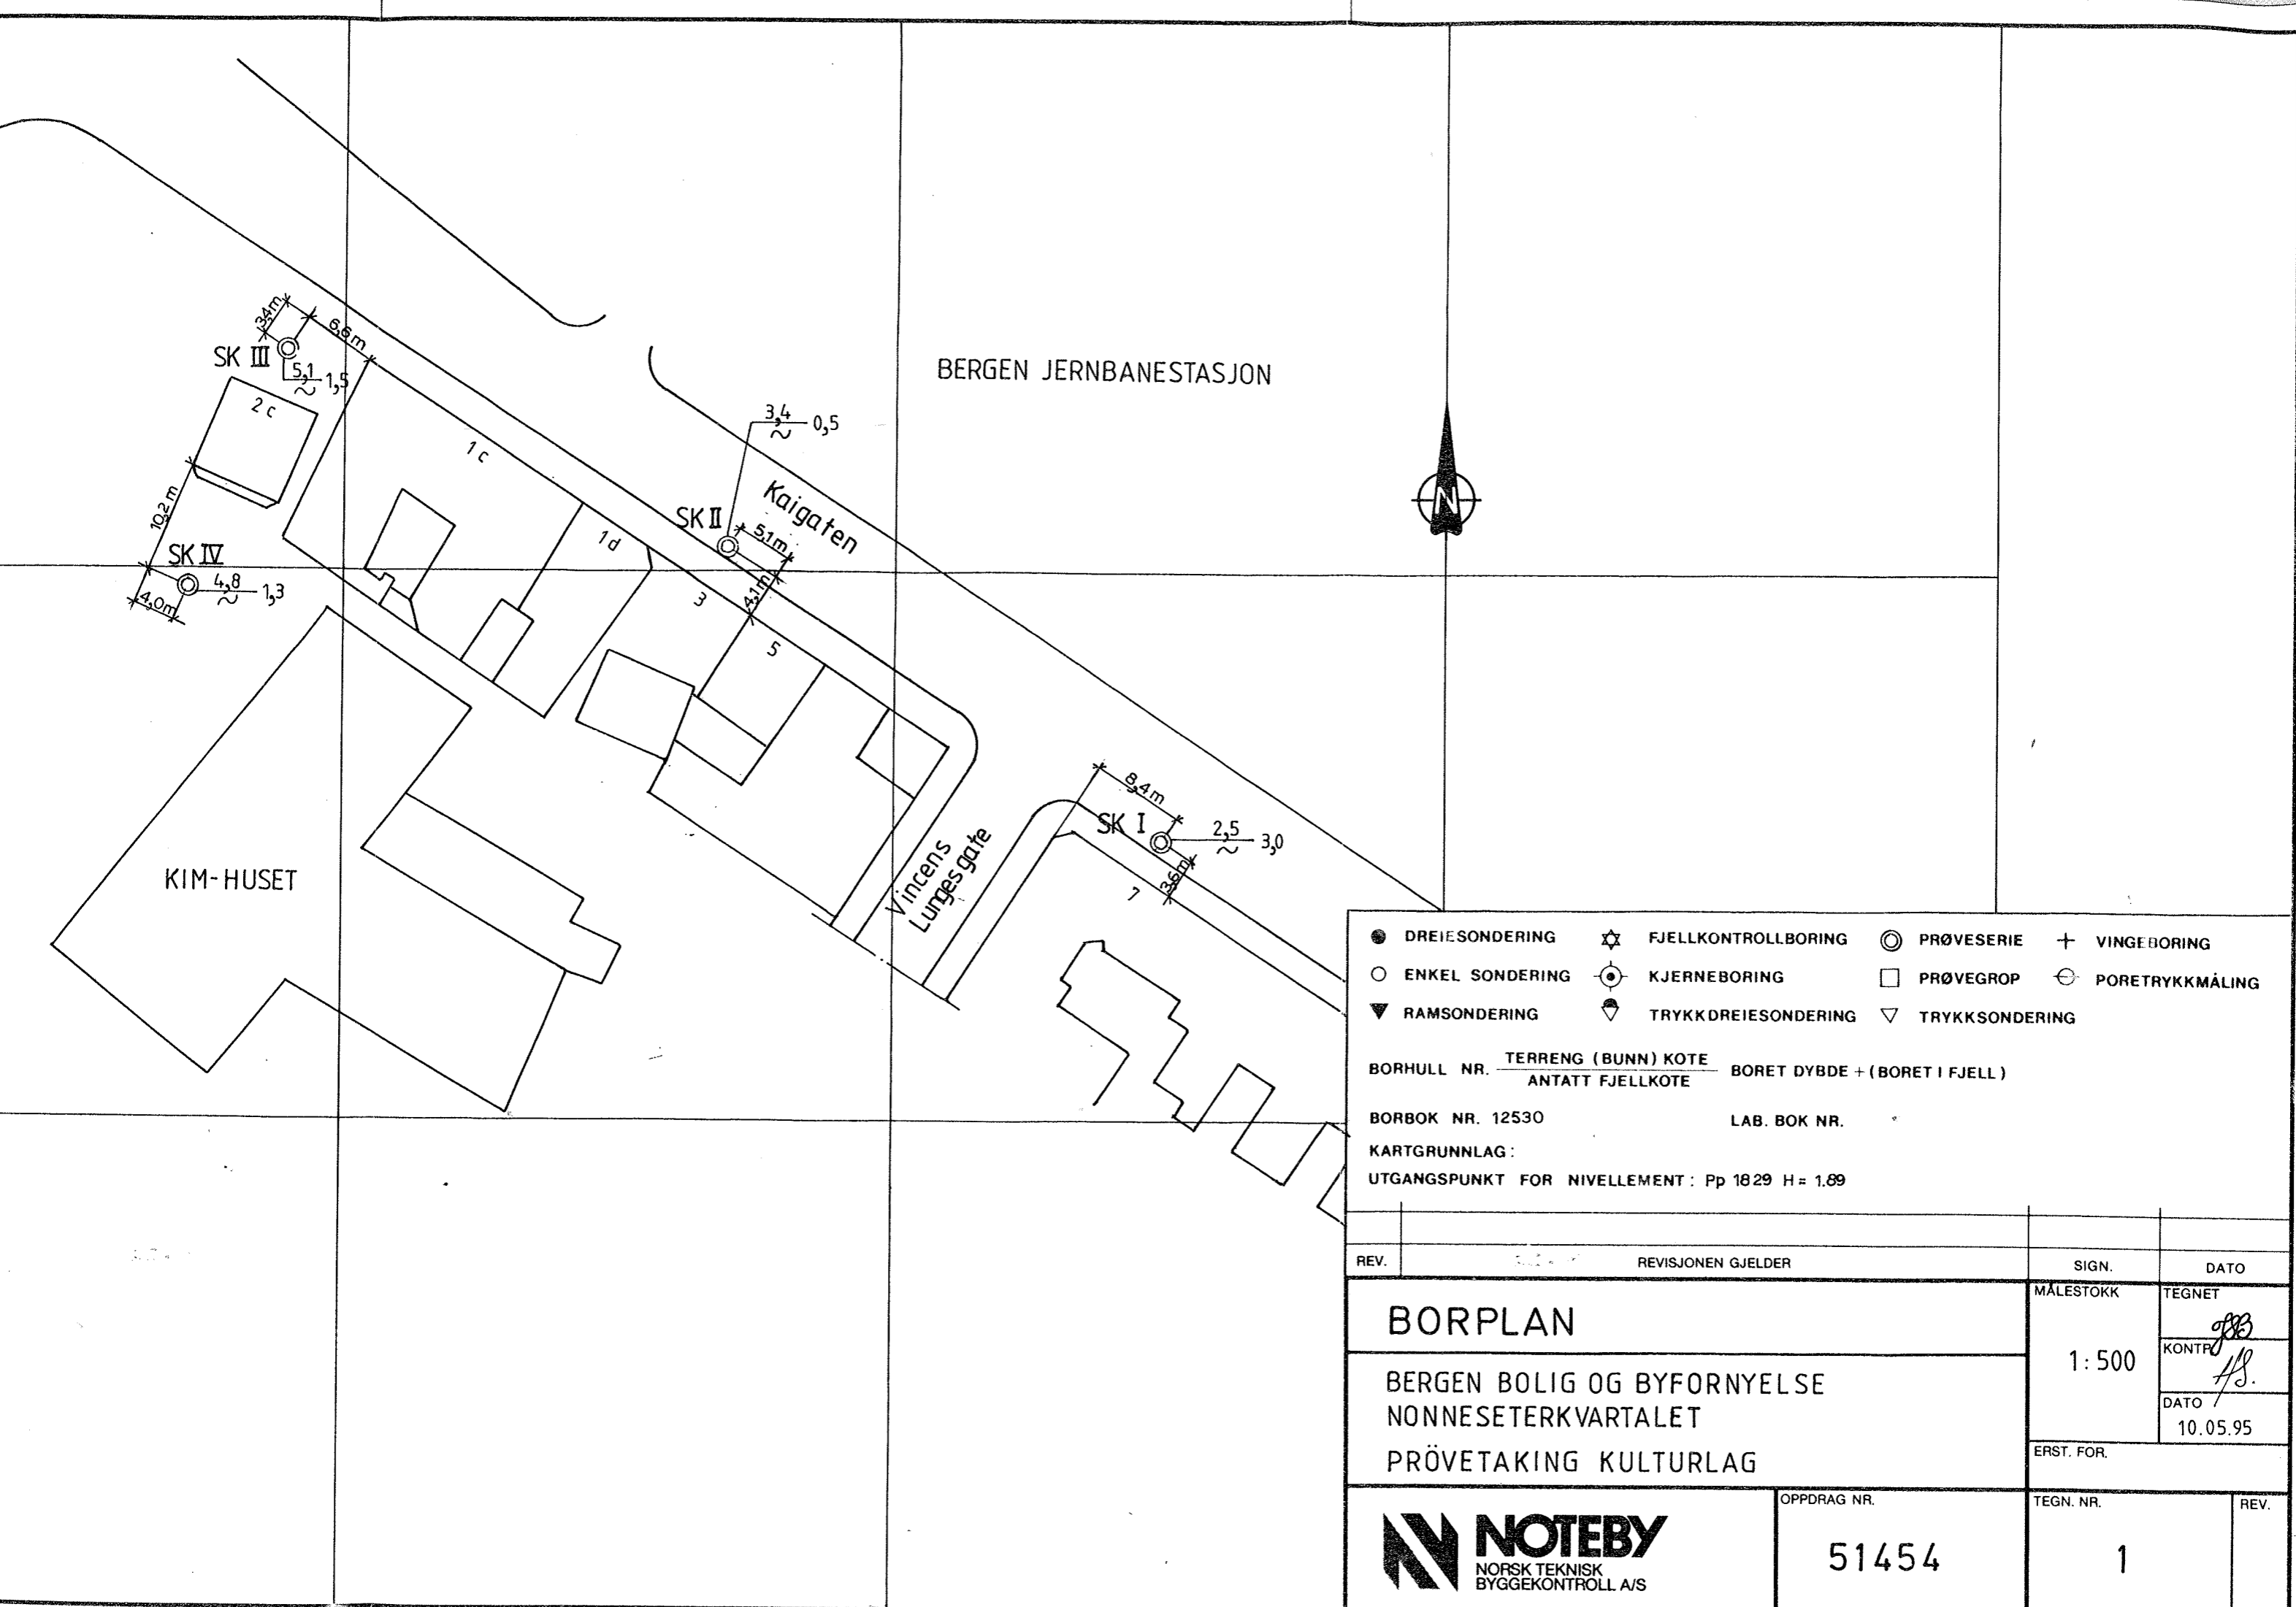 BERGEN JERNBANESTASJON
3,4m
6,6 m
SK III
5,1
~
1,5
2 c
1 c
10,2 m
SK IV
4,8
~
1,3
4,0m
1d
3
5
SK II
3,4
~
0,5
5,1m
4,1m
Kaigaten
KIM-HUSET
Vincens
Lungesgate
8,4m
SK I
2,5
~
3,0
3,6m
7
N
DREIESONDERING
FJELLKONTROLLBORING
PRØVESERIE
VINGEBORING
ENKEL SONDERING
KJERNEBORING
PRØVEGROP
PORETRYKKMÅLING
RAMSONDERING
TRYKKDREIESONDERING
TRYKKSONDERING
BORHULL NR.
TERRENG (BUNN) KOTE
ANTATT FJELLKOTE
BORET DYBDE + (BORET I FJELL)
BORBOK NR. 12530
LAB. BOK NR.
KARTGRUNNLAG :
UTGANGSPUNKT FOR NIVELLEMENT : Pp 1829 H = 1.89
REV.
REVISJONEN GJELDER
SIGN.
DATO
BORPLAN
MÅLESTOKK
1: 500
TEGNET
KONTR
DATO
10.05.95
BERGEN BOLIG OG BYFORNYELSE
NONNESETERKVARTALET
PRÖVETAKING KULTURLAG
ERST. FOR.
NOTEBY
NORSK TEKNISK
BYGGEKONTROLL A/S
OPPDRAG NR.
51454
TEGN. NR.
1
REV.